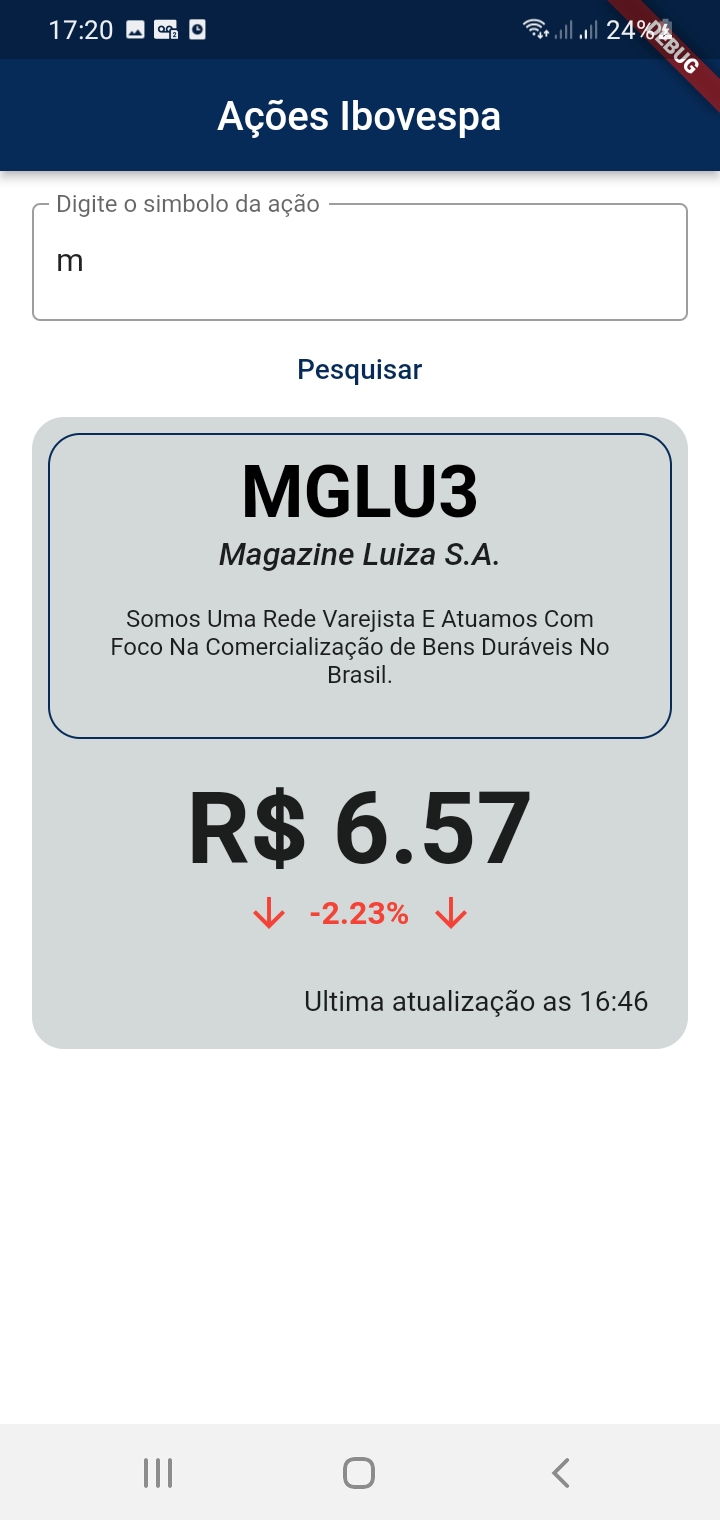 17:20
24%
DEBUG
Ações Ibovespa
Digite o simbolo da ação
m
Pesquisar
MGLU3
Magazine Luiza S.A.
Somos Uma Rede Varejista E Atuamos Com
Foco Na Comercialização de Bens Duráveis No
Brasil.
R$ 6.57
-2.23%
Ultima atualização as 16:46